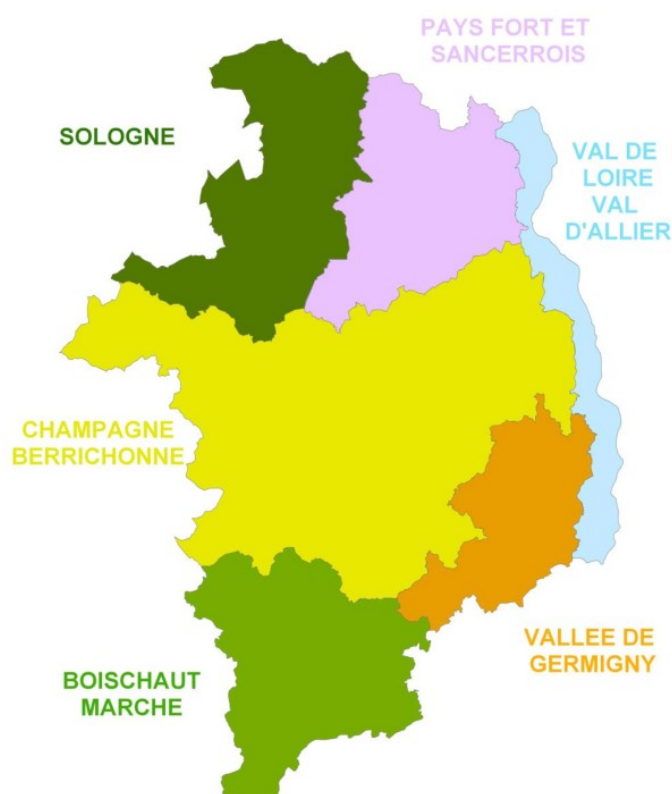 PAYS FORT ET
SANCERROIS
SOLOGNE
VAL DE
LOIRE
VAL
D'ALLIER
CHAMPAGNE
BERRICHONNE
VALLEE DE
GERMIGNY
BOISCHAUT
MARCHE